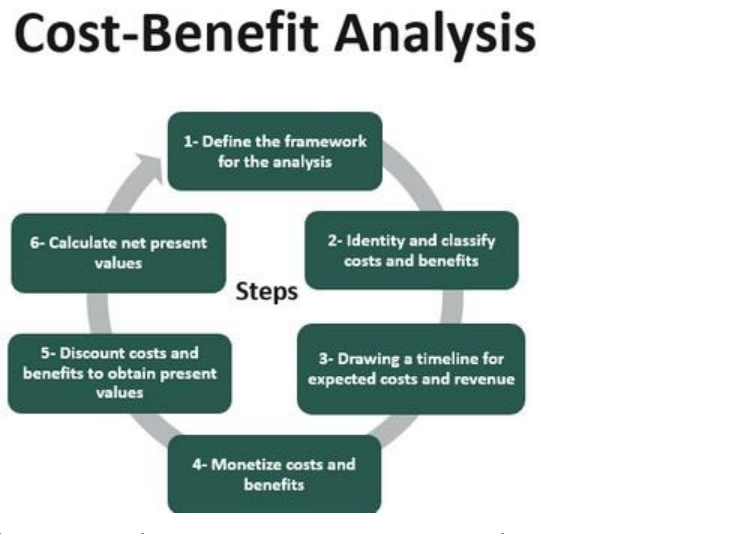 Cost-Benefit Analysis
1- Define the framework
for the analysis
2- Identity and classify
costs and benefits
3- Drawing a timeline for
expected costs and revenue
4- Monetize costs and
benefits
5- Discount costs and
benefits to obtain present
values
6- Calculate net present
values
Steps